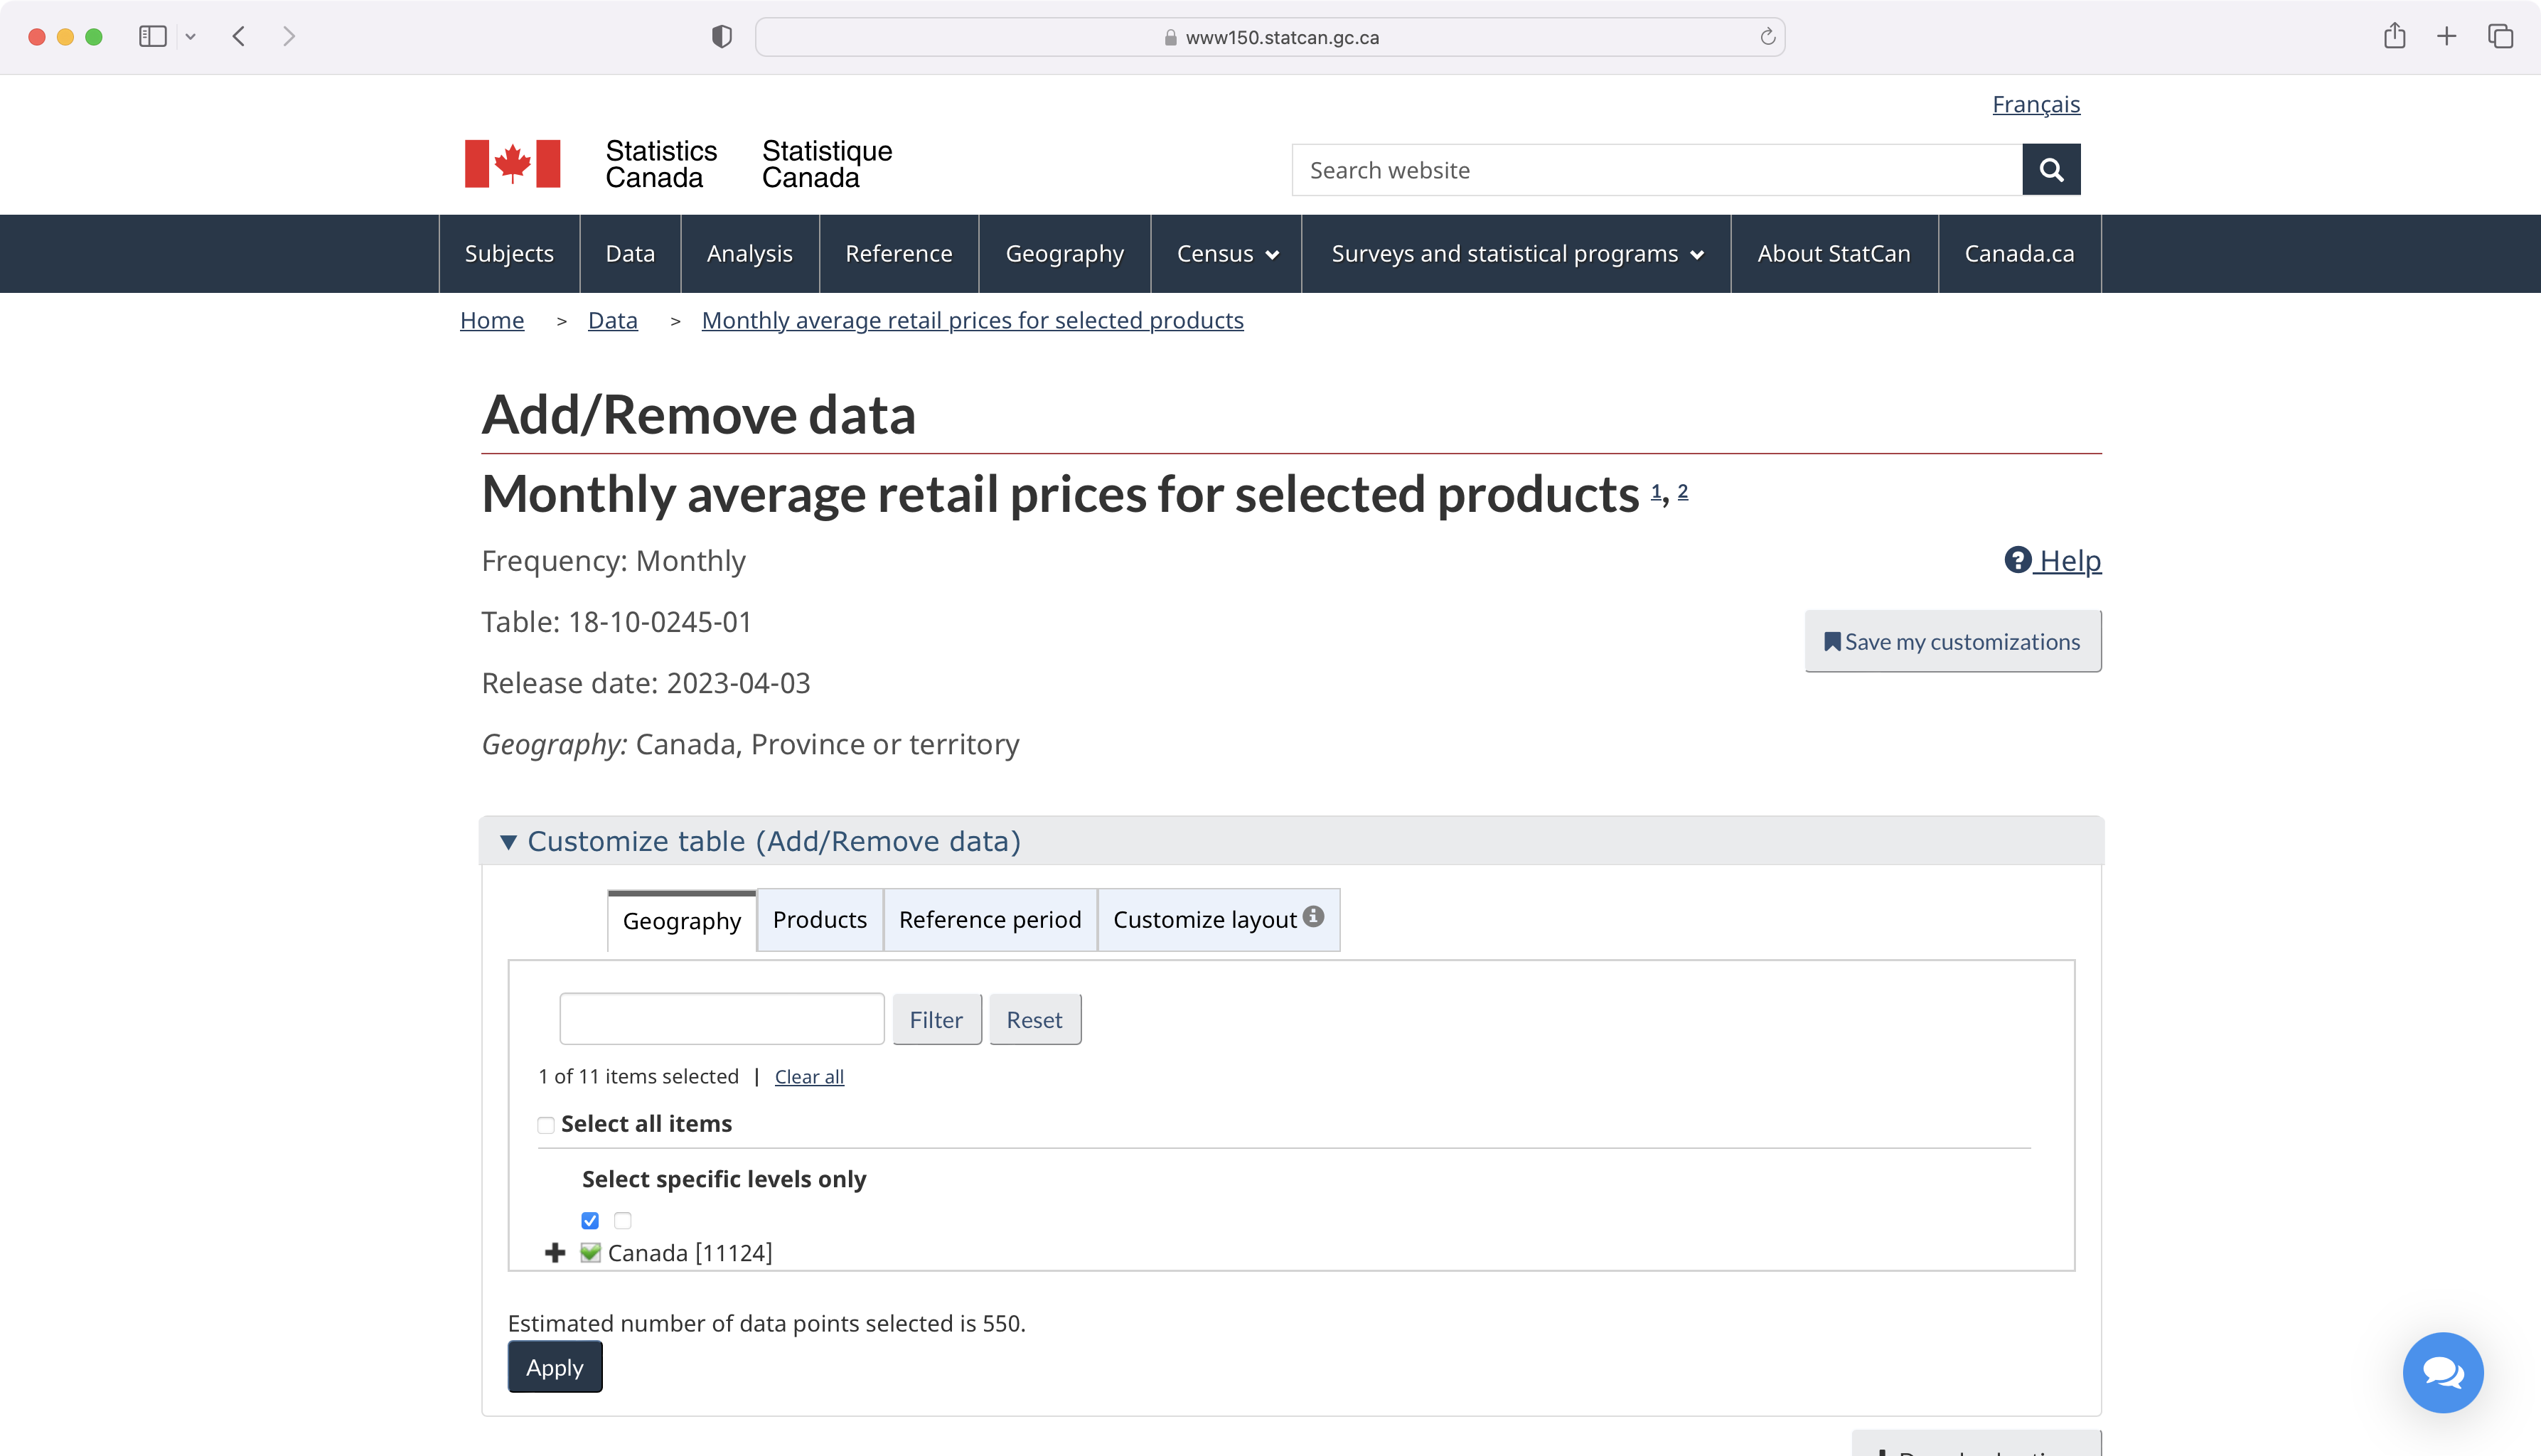 www150.statcan.gc.ca
Français
Statistics Canada
Statistique Canada
Search website
Subjects
Data
Analysis
Reference
Geography
Census
Surveys and statistical programs
About StatCan
Canada.ca
Home > Data > Monthly average retail prices for selected products
Add/Remove data
Monthly average retail prices for selected products 1, 2
Frequency: Monthly
Help
Table: 18-10-0245-01
Save my customizations
Release date: 2023-04-03
Geography: Canada, Province or territory
Customize table (Add/Remove data)
Geography
Products
Reference period
Customize layout
Filter
Reset
1 of 11 items selected | Clear all
Select all items
Select specific levels only
Canada [11124]
Estimated number of data points selected is 550.
Apply